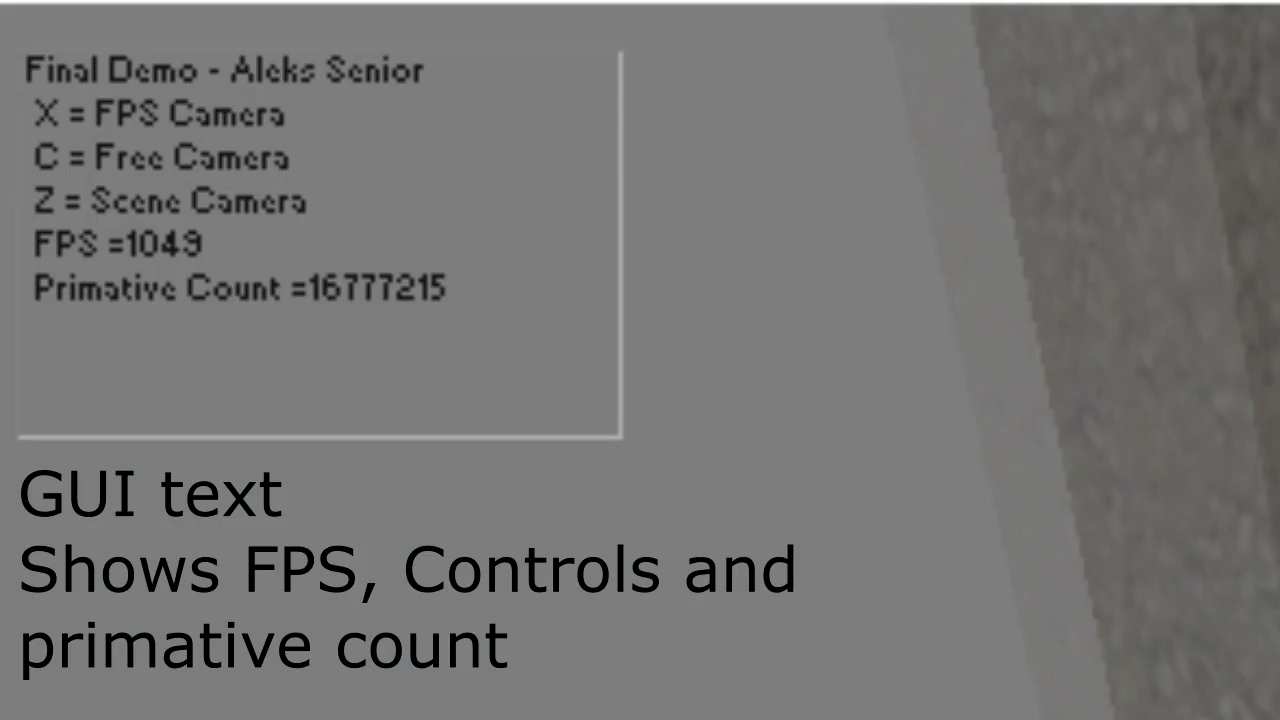 Final Demo - Aleks Senior
X = FPS Camera
C = Free Camera
Z = Scene Camera
FPS =1049
Primative Count =16777215
GUI text
Shows FPS, Controls and
primative count